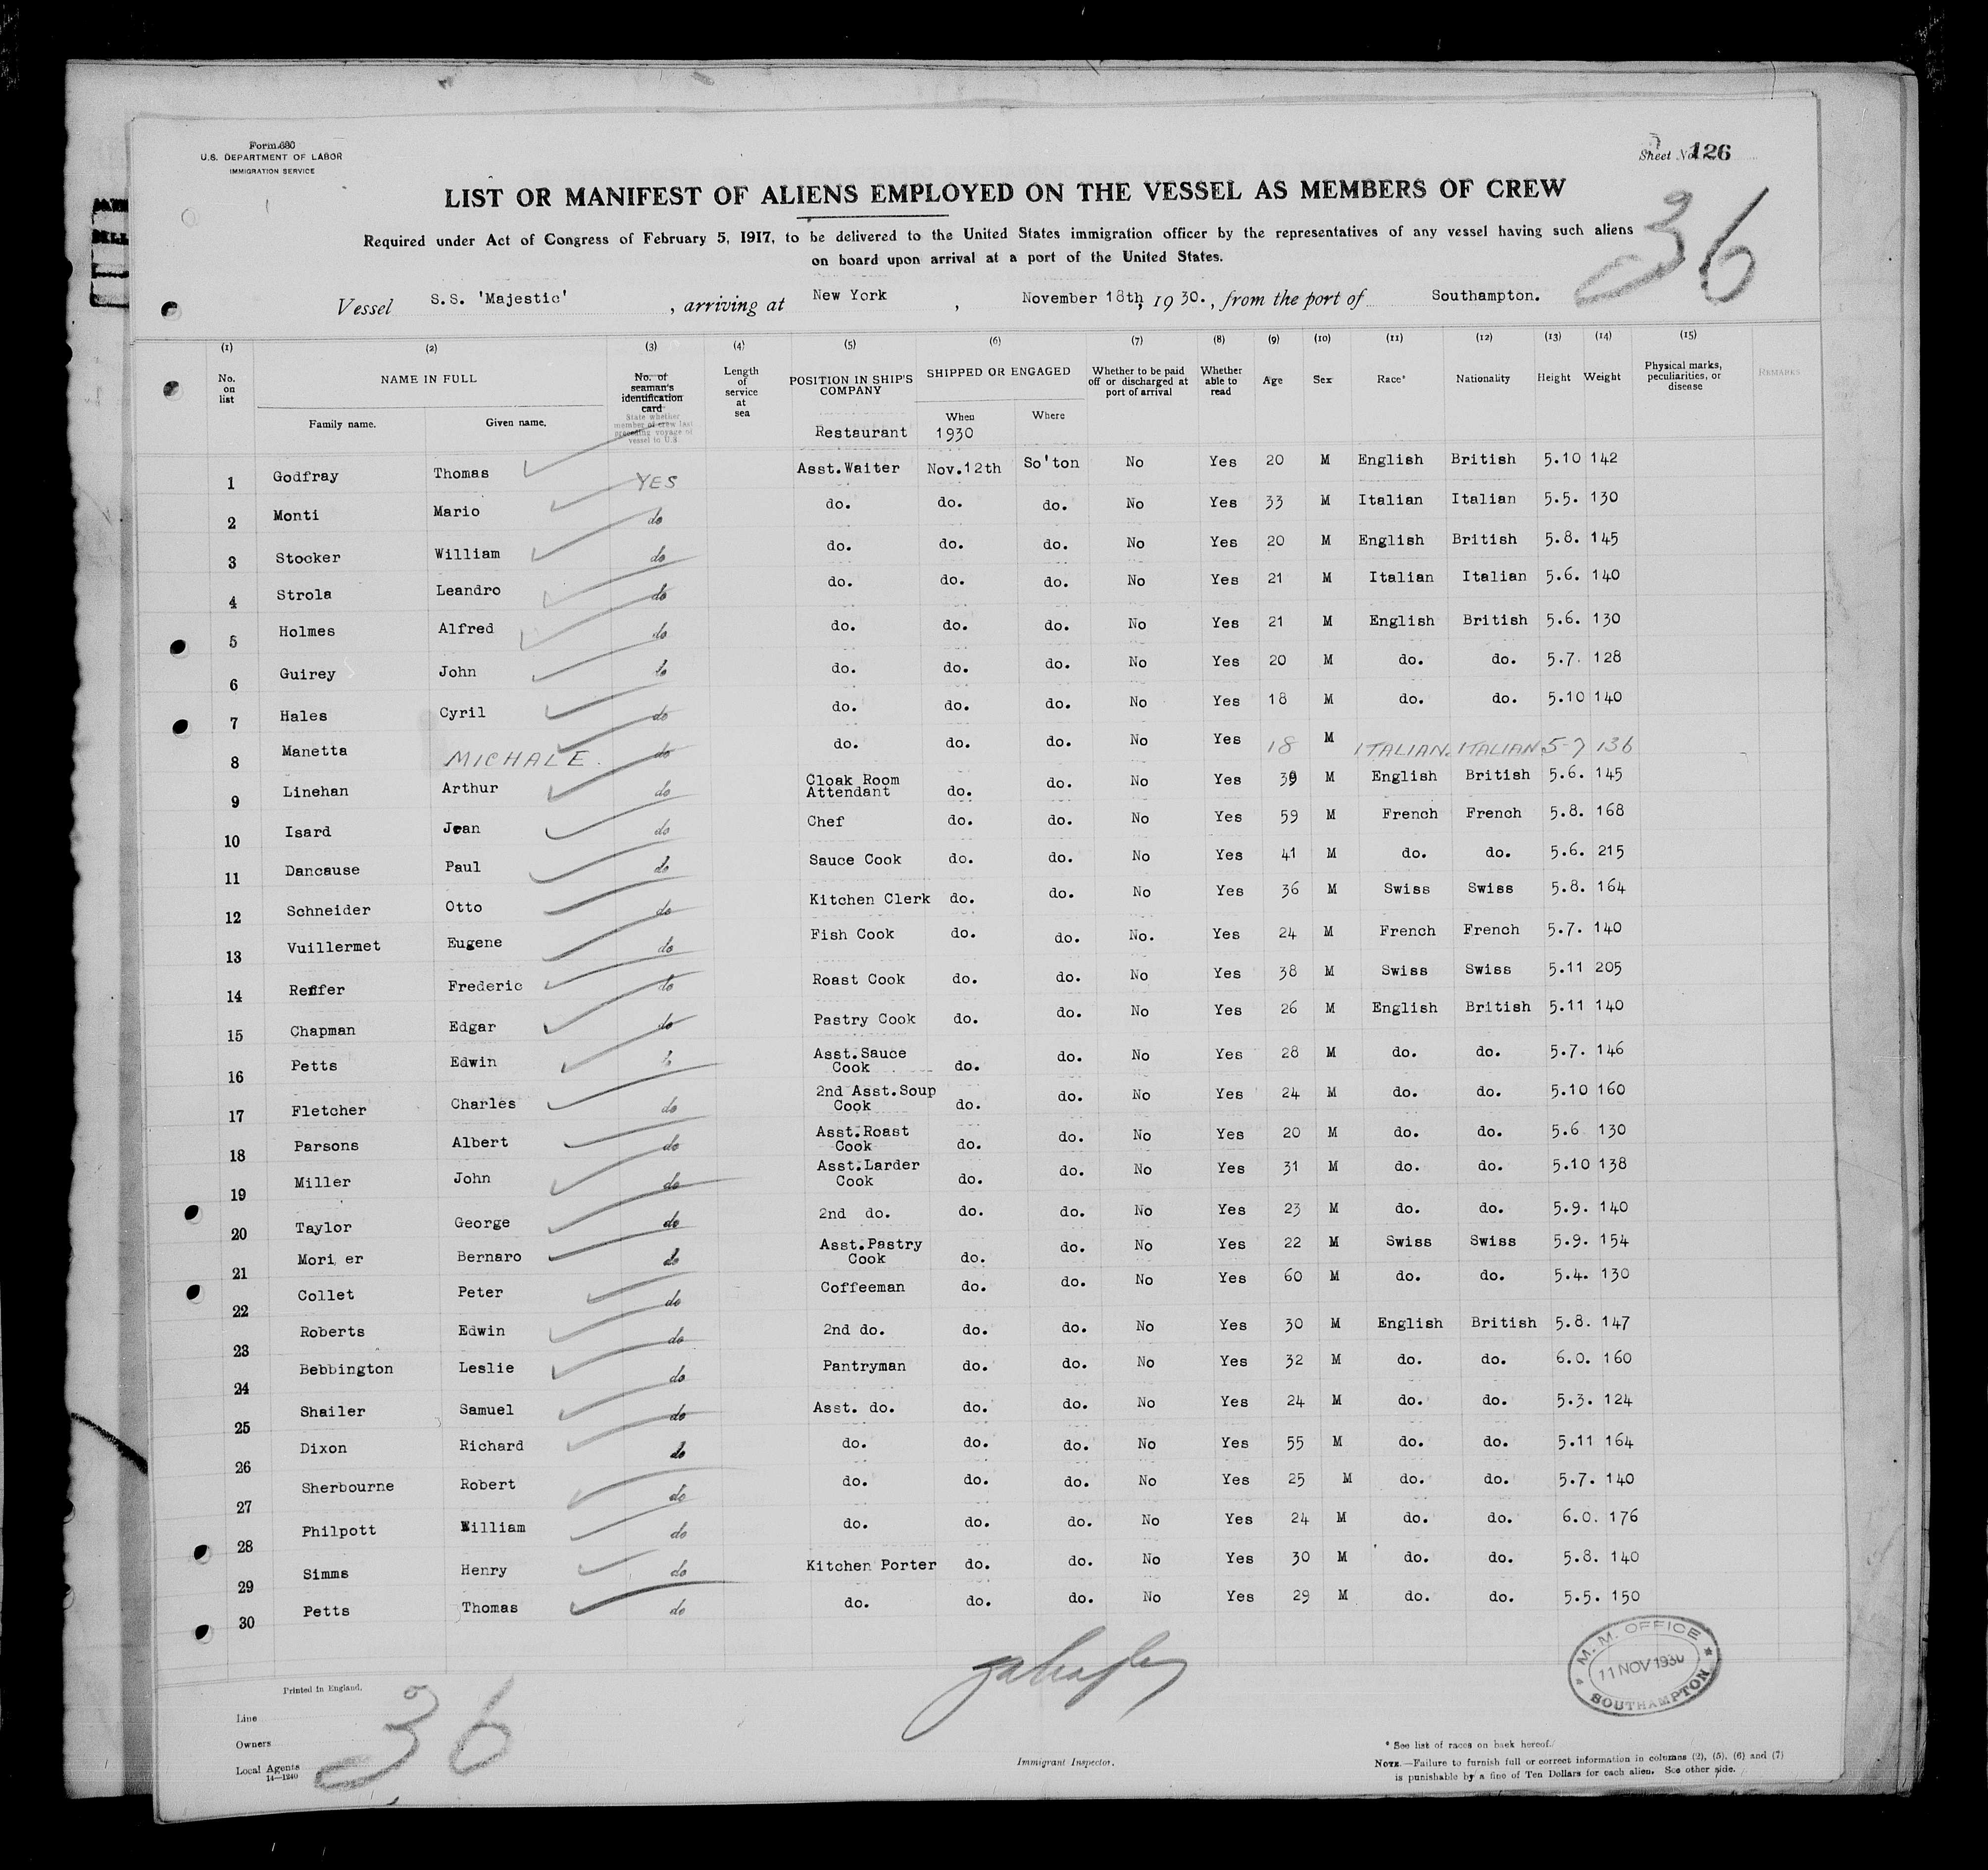 Form 680
U.S. DEPARTMENT OF LABOR
IMMIGRATION SERVICE
Sheet No. 126
LIST OR MANIFEST OF ALIENS EMPLOYED ON THE VESSEL AS MEMBERS OF CREW
36
Required under Act of Congress of February 5, 1917, to be delivered to the United States immigration officer by the representatives of any vessel having such aliens
on board upon arrival at a port of the United States.
Vessel S.S. 'Majestic' , arriving at New York , November 18th, 1930. , from the port of Southampton.
(1) (2) (3) (4) (5) (6) (7) (8) (9) (10) (11) (12) (13) (14) (15)
No. on list NAME IN FULL Family name. Given name. No. of seaman's identification card State whether member of crew last preceding voyage of vessel to U.S. Length of service at sea POSITION IN SHIP'S COMPANY SHIPPED OR ENGAGED When Where Whether to be paid off or discharged at port of arrival Whether able to read Age Sex Race* Nationality Height Weight Physical marks, peculiarities, or disease REMARKS
Restaurant 1930
1 Godfray Thomas YES Asst.Waiter Nov.12th So'ton No Yes 20 M English British 5.10 142
2 Monti Mario do do. do. do. No Yes 33 M Italian Italian 5.5. 130
3 Stocker William do do. do. do. No Yes 20 M English British 5.8. 145
4 Strola Leandro do do. do. do. No Yes 21 M Italian Italian 5.6. 140
5 Holmes Alfred do do. do. do. No Yes 21 M English British 5.6. 130
6 Guirey John do do. do. do. No Yes 20 M do. do. 5.7. 128
7 Hales Cyril do do. do. do. No Yes 18 M do. do. 5.10 140
8 Manetta MICHALE. do do. do. do. No Yes 18 M ITALIAN. ITALIAN 5-7 136
9 Linehan Arthur do Cloak Room Attendant do. do. No Yes 39 M English British 5.6. 145
10 Isard Jean do Chef do. do. No Yes 59 M French French 5.8. 168
11 Dancause Paul do Sauce Cook do. do. No Yes 41 M do. do. 5.6. 215
12 Schneider Otto do Kitchen Clerk do. do. No Yes 36 M Swiss Swiss 5.8. 164
13 Vuillermet Eugene do Fish Cook do. do. No. Yes 24 M French French 5.7. 140
14 Reffer Frederic do Roast Cook do. do. No Yes 38 M Swiss Swiss 5.11 205
15 Chapman Edgar do Pastry Cook do. do. No Yes 26 M English British 5.11 140
16 Petts Edwin do Asst.Sauce Cook do. do. No Yes 28 M do. do. 5.7. 146
17 Fletcher Charles do 2nd Asst.Soup Cook do. do. No Yes 24 M do. do. 5.10 160
18 Parsons Albert do Asst.Roast Cook do. do. No Yes 20 M do. do. 5.6 130
19 Miller John do Asst.Larder Cook do. do. No Yes 31 M do. do. 5.10 138
20 Taylor George do 2nd do. do. do. No Yes 23 M do. do. 5.9. 140
21 Mori er Bernaro do Asst.Pastry Cook do. do. No Yes 22 M Swiss Swiss 5.9. 154
22 Collet Peter do Coffeeman do. do. No Yes 60 M do. do. 5.4. 130
23 Roberts Edwin do 2nd do. do. do. No Yes 30 M English British 5.8. 147
24 Bebbington Leslie do Pantryman do. do. No Yes 32 M do. do. 6.0. 160
25 Shailer Samuel do Asst. do. do. do. No Yes 24 M do. do. 5.3. 124
26 Dixon Richard do do. do. do. No Yes 55 M do. do. 5.11 164
27 Sherbourne Robert do do. do. do. No Yes 25 M do. do. 5.7. 140
28 Philpott William do do. do. do. No Yes 24 M do. do. 6.0. 176
29 Simms Henry do Kitchen Porter do. do. No Yes 30 M do. do. 5.8. 140
30 Petts Thomas do do. do. do. No Yes 29 M do. do. 5.5. 150
M.M. OFFICE
11 NOV 1930
SOUTHAMPTON
Printed in England.
36
Line
Owners
Local Agents
14—1240
Immigrant Inspector.
* See list of races on back hereof.
NOTE.—Failure to furnish full or correct information in columns (2), (5), (6) and (7)
is punishable by a fine of Ten Dollars for each alien. See other side.